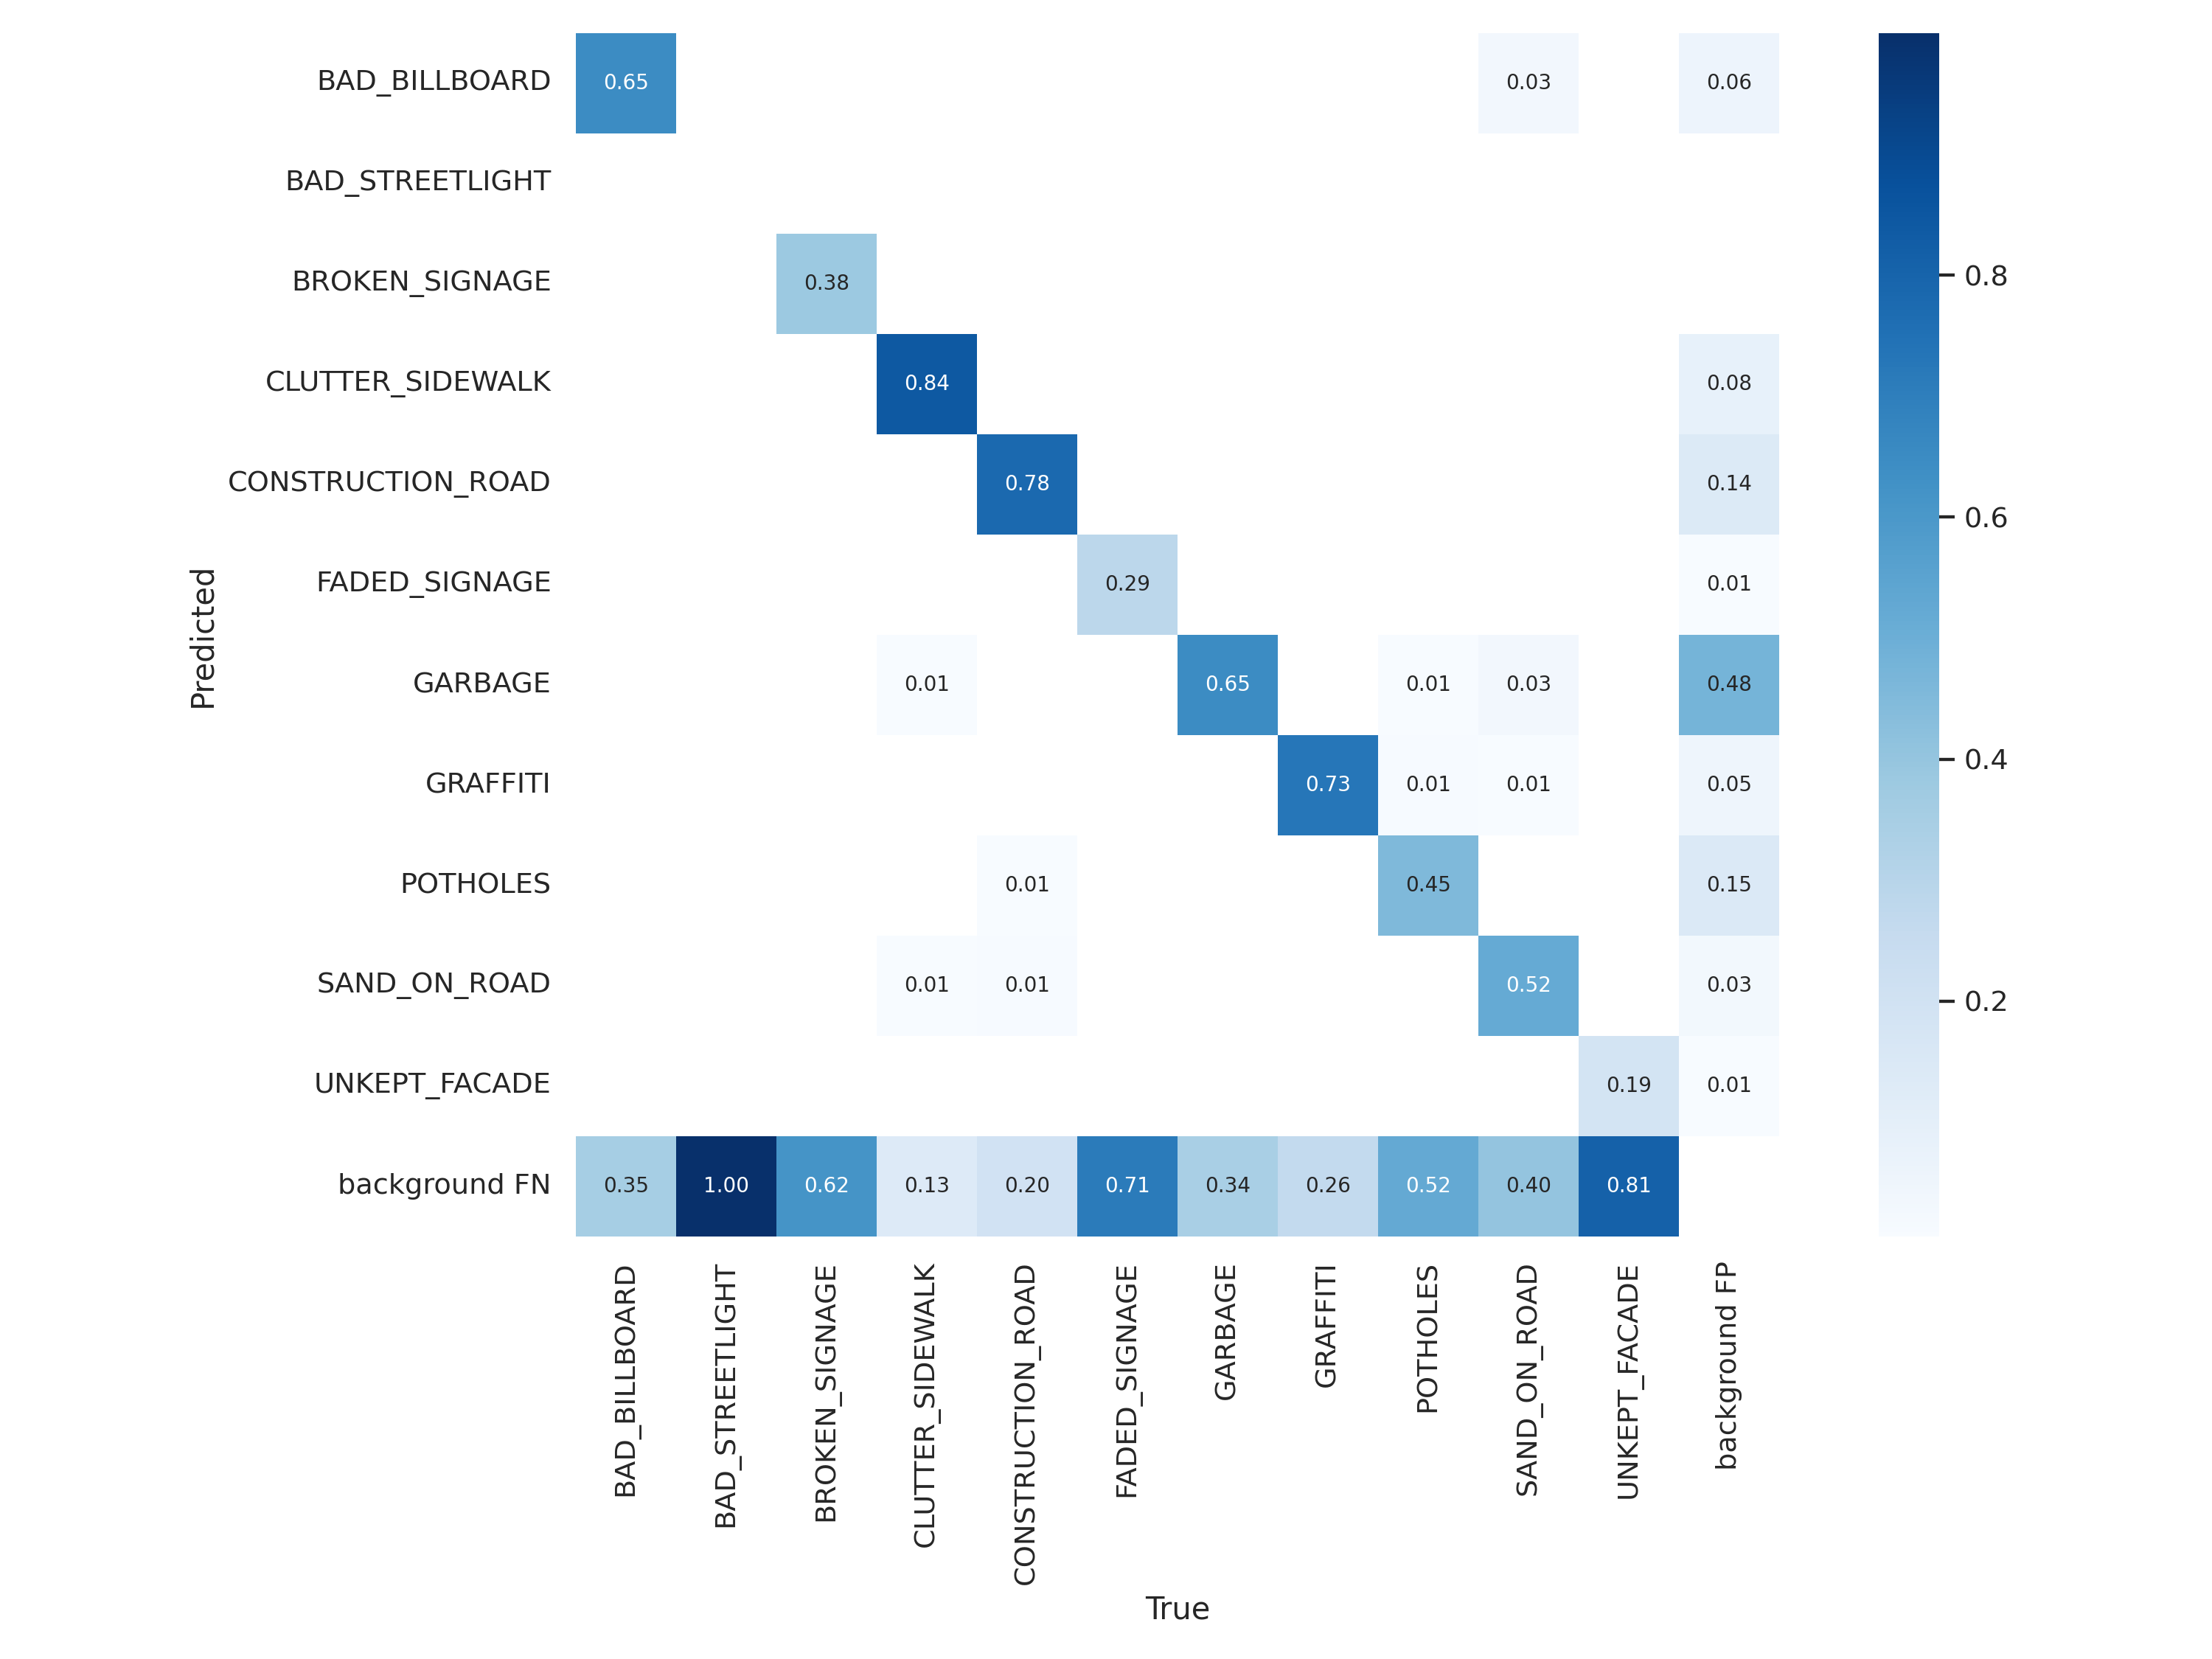 BAD_BILLBOARD 0.65 0.03 0.06
BAD_STREETLIGHT
BROKEN_SIGNAGE 0.38
0.8
CLUTTER_SIDEWALK 0.84 0.08
CONSTRUCTION_ROAD 0.78 0.14
0.6
FADED_SIGNAGE 0.29 0.01
Predicted
GARBAGE 0.01 0.65 0.01 0.03 0.48
0.4
GRAFFITI 0.73 0.01 0.01 0.05
POTHOLES 0.01 0.45 0.15
SAND_ON_ROAD 0.01 0.01 0.52 0.03
0.2
UNKEPT_FACADE 0.19 0.01
background FN 0.35 1.00 0.62 0.13 0.20 0.71 0.34 0.26 0.52 0.40 0.81
BAD_BILLBOARD
BAD_STREETLIGHT
BROKEN_SIGNAGE
CLUTTER_SIDEWALK
CONSTRUCTION_ROAD
FADED_SIGNAGE
GARBAGE
GRAFFITI
POTHOLES
SAND_ON_ROAD
UNKEPT_FACADE
background FP
True